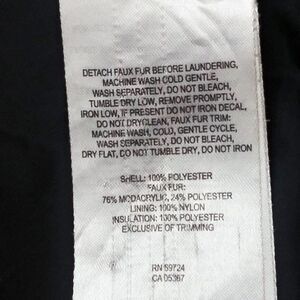 DETACH FAUX FUR BEFORE LAUNDERING,
MACHINE WASH COLD GENTLE,
WASH SEPARATELY, DO NOT BLEACH,
TUMBLE DRY LOW, REMOVE PROMPTLY,
IRON LOW, IF PRESENT DO NOT IRON DECAL,
DO NOT DRYCLEAN. FAUX FUR TRIM:
MACHINE WASH, COLD, GENTLE CYCLE,
WASH SEPARATELY, DO NOT BLEACH,
DRY FLAT, DO NOT TUMBLE DRY, DO NOT IRON
SHELL: 100% POLYESTER
FAUX FUR:
76% MODACRYLIC, 24% POLYESTER
LINING: 100% NYLON
INSULATION: 100% POLYESTER
EXCLUSIVE OF TRIMMING
RN 59724
CA 05367